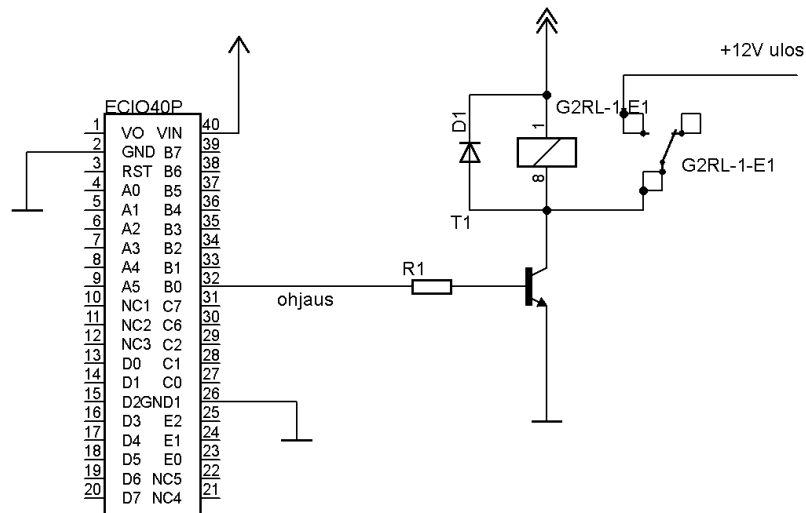 +12V ulos
ECIO40P
G2RL-1-E1
D1
1
8
G2RL-1-E1
T1
R1
ohjaus
1 VO VIN 40
2 GND B7 39
3 RST B6 38
4 A0 B5 37
5 A1 B4 36
6 A2 B3 35
7 A3 B2 34
8 A4 B1 33
9 A5 B0 32
10 NC1 C7 31
11 NC2 C6 30
12 NC3 C2 29
13 D0 C1 28
14 D1 C0 27
15 D2 GND1 26
16 D3 E2 25
17 D4 E1 24
18 D5 E0 23
19 D6 NC5 22
20 D7 NC4 21